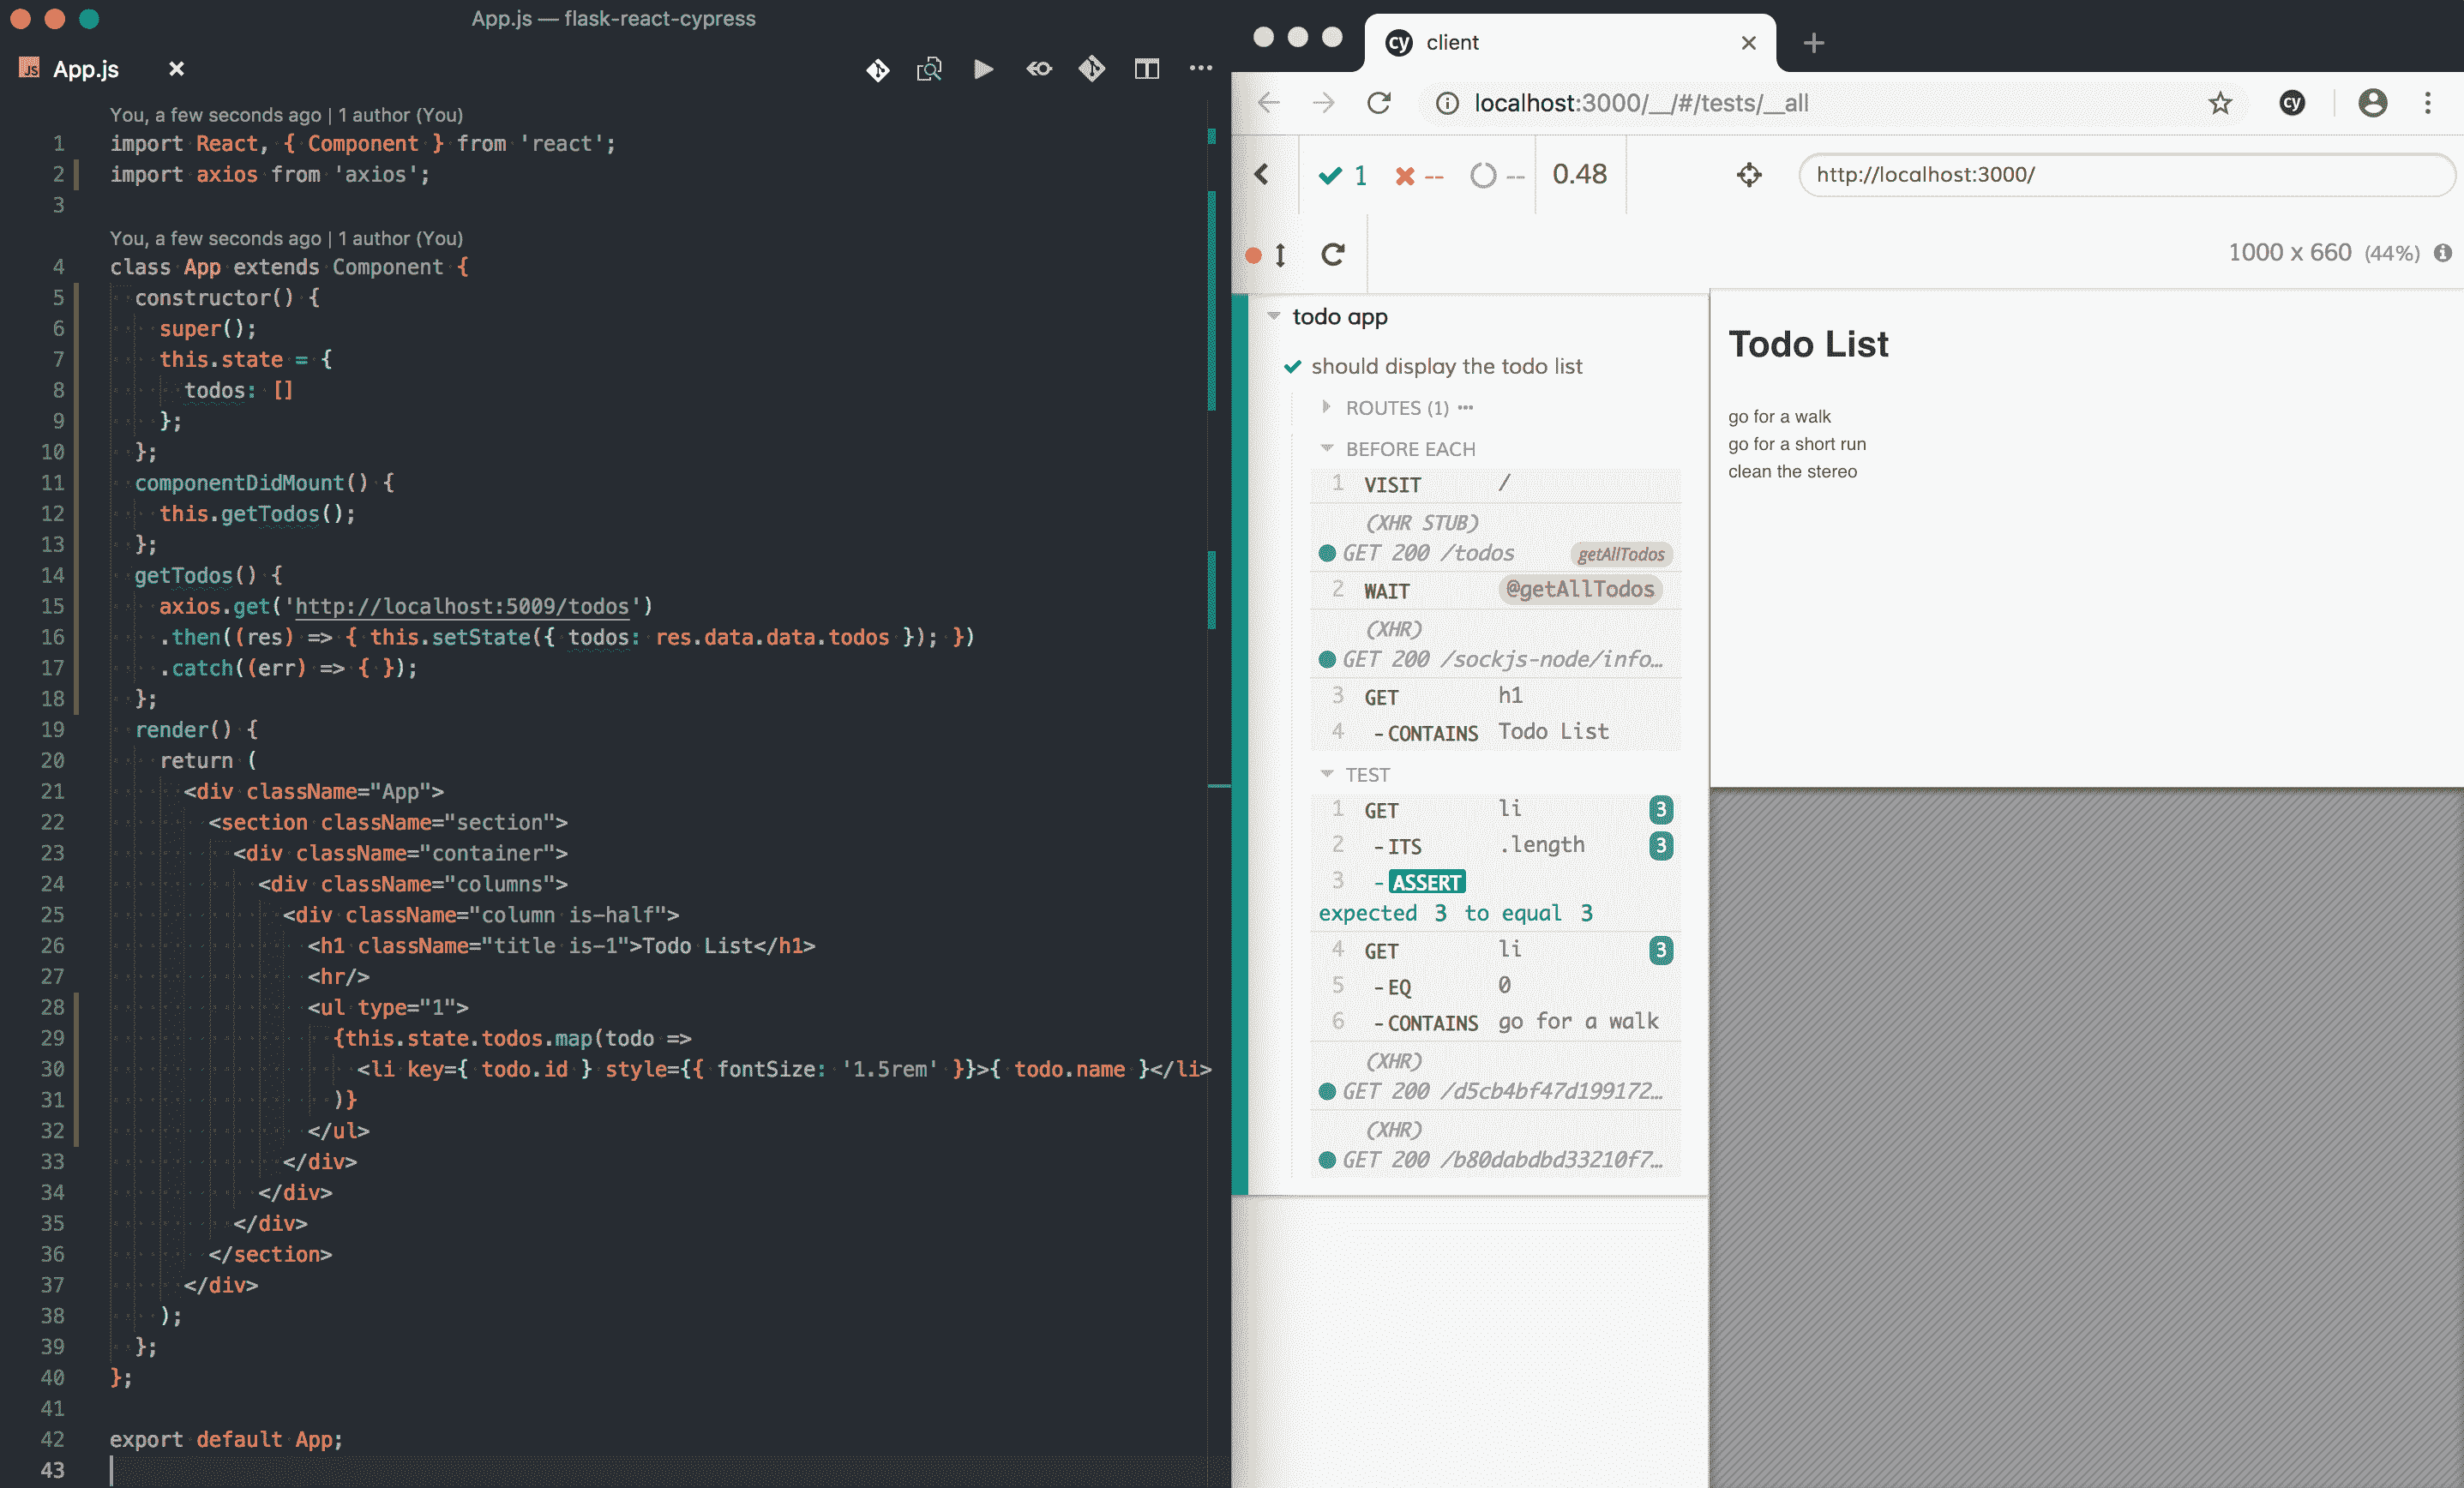 App.js — flask-react-cypress
JS App.js
You, a few seconds ago | 1 author (You)
1 import React, { Component } from 'react';
2 import axios from 'axios';
3
You, a few seconds ago | 1 author (You)
4 class App extends Component {
5 constructor() {
6 super();
7 this.state = {
8 todos: []
9 };
10 };
11 componentDidMount() {
12 this.getTodos();
13 };
14 getTodos() {
15 axios.get('http://localhost:5009/todos')
16 .then((res) => { this.setState({ todos: res.data.data.todos }); })
17 .catch((err) => { });
18 };
19 render() {
20 return (
21 <div className="App">
22 <section className="section">
23 <div className="container">
24 <div className="columns">
25 <div className="column is-half">
26 <h1 className="title is-1">Todo List</h1>
27 <hr/>
28 <ul type="1">
29 {this.state.todos.map(todo =>
30 <li key={ todo.id } style={{ fontSize: '1.5rem' }}>{ todo.name }</li>
31 )}
32 </ul>
33 </div>
34 </div>
35 </div>
36 </section>
37 </div>
38 );
39 };
40 };
41
42 export default App;
43
cy client
localhost:3000/__/#/tests/__all
cy
1 -- -- 0.48
http://localhost:3000/
1000 x 660 (44%)
todo app
should display the todo list
ROUTES (1)
BEFORE EACH
1 VISIT /
(XHR STUB)
GET 200 /todos getAllTodos
2 WAIT @getAllTodos
(XHR)
GET 200 /sockjs-node/info…
3 GET h1
4 -CONTAINS Todo List
TEST
1 GET li 3
2 -ITS .length 3
3 -ASSERT
expected 3 to equal 3
4 GET li 3
5 -EQ 0
6 -CONTAINS go for a walk
(XHR)
GET 200 /d5cb4bf47d199172…
(XHR)
GET 200 /b80dabdbd33210f7…
Todo List
go for a walk
go for a short run
clean the stereo